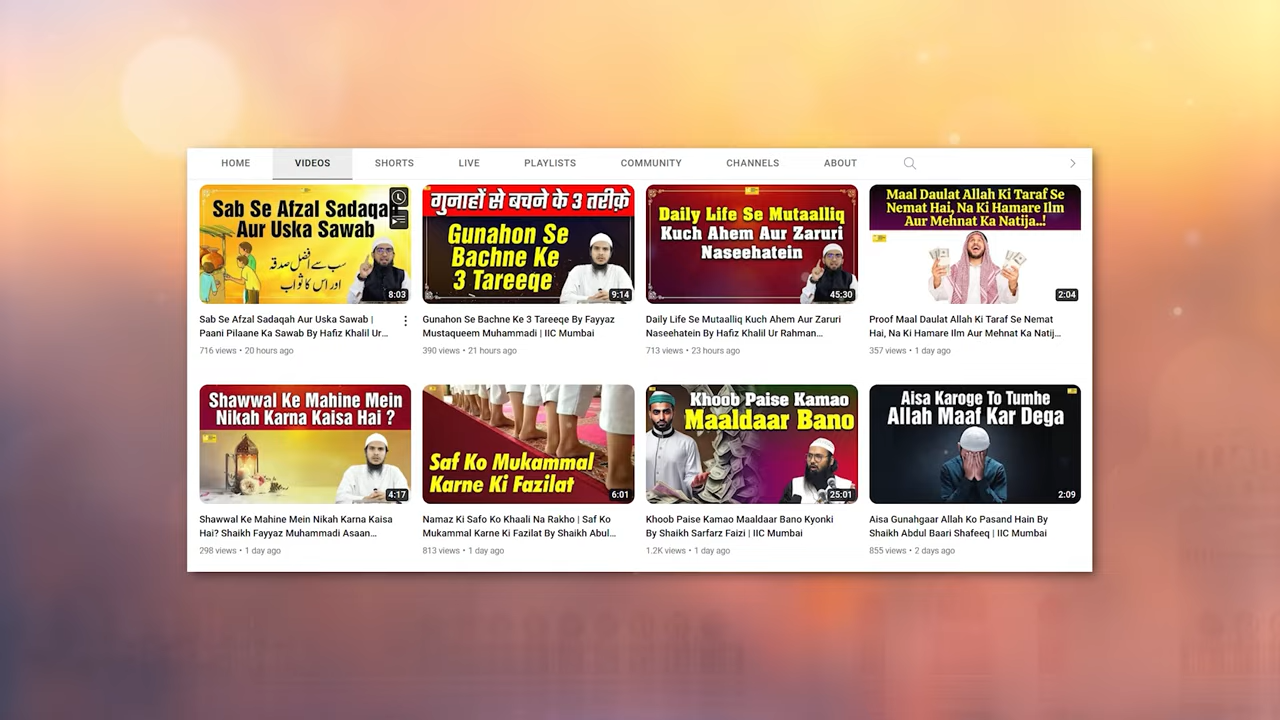 HOME VIDEOS SHORTS LIVE PLAYLISTS COMMUNITY CHANNELS ABOUT
Sab Se Afzal Sadaqa
Aur Uska Sawab
سب سے افضل صدقہ
اور اس کا ثواب
8:03
Sab Se Afzal Sadaqah Aur Uska Sawab |
Paani Pilaane Ka Sawab By Hafiz Khalil Ur...
716 views • 20 hours ago
गुनाहों से बचने के 3 तरीक़े
Gunahon Se
Bachne Ke
3 Tareeqe
9:14
Gunahon Se Bachne Ke 3 Tareeqe By Fayyaz
Mustaqueem Muhammadi | IIC Mumbai
390 views • 21 hours ago
Daily Life Se Mutaalliq
Kuch Ahem Aur Zaruri
Naseehatein
45:30
Daily Life Se Mutaalliq Kuch Ahem Aur Zaruri
Naseehatein By Hafiz Khalil Ur Rahman...
713 views • 23 hours ago
Maal Daulat Allah Ki Taraf Se
Nemat Hai, Na Ki Hamare Ilm
Aur Mehnat Ka Natija..!
2:04
Proof Maal Daulat Allah Ki Taraf Se Nemat
Hai, Na Ki Hamare Ilm Aur Mehnat Ka Natij...
357 views • 1 day ago
Shawwal Ke Mahine Mein
Nikah Karna Kaisa Hai ?
4:17
Shawwal Ke Mahine Mein Nikah Karna Kaisa
Hai? Shaikh Fayyaz Muhammadi Asaan...
298 views • 1 day ago
Saf Ko Mukammal
Karne Ki Fazilat
6:01
Namaz Ki Safo Ko Khaali Na Rakho | Saf Ko
Mukammal Karne Ki Fazilat By Shaikh Abul...
813 views • 1 day ago
Khoob Paise Kamao
Maaldaar Bano
25:01
Khoob Paise Kamao Maaldaar Bano Kyonki
By Shaikh Sarfarz Faizi | IIC Mumbai
1.2K views • 1 day ago
Aisa Karoge To Tumhe
Allah Maaf Kar Dega
2:09
Aisa Gunahgaar Allah Ko Pasand Hain By
Shaikh Abdul Baari Shafeeq | IIC Mumbai
855 views • 2 days ago